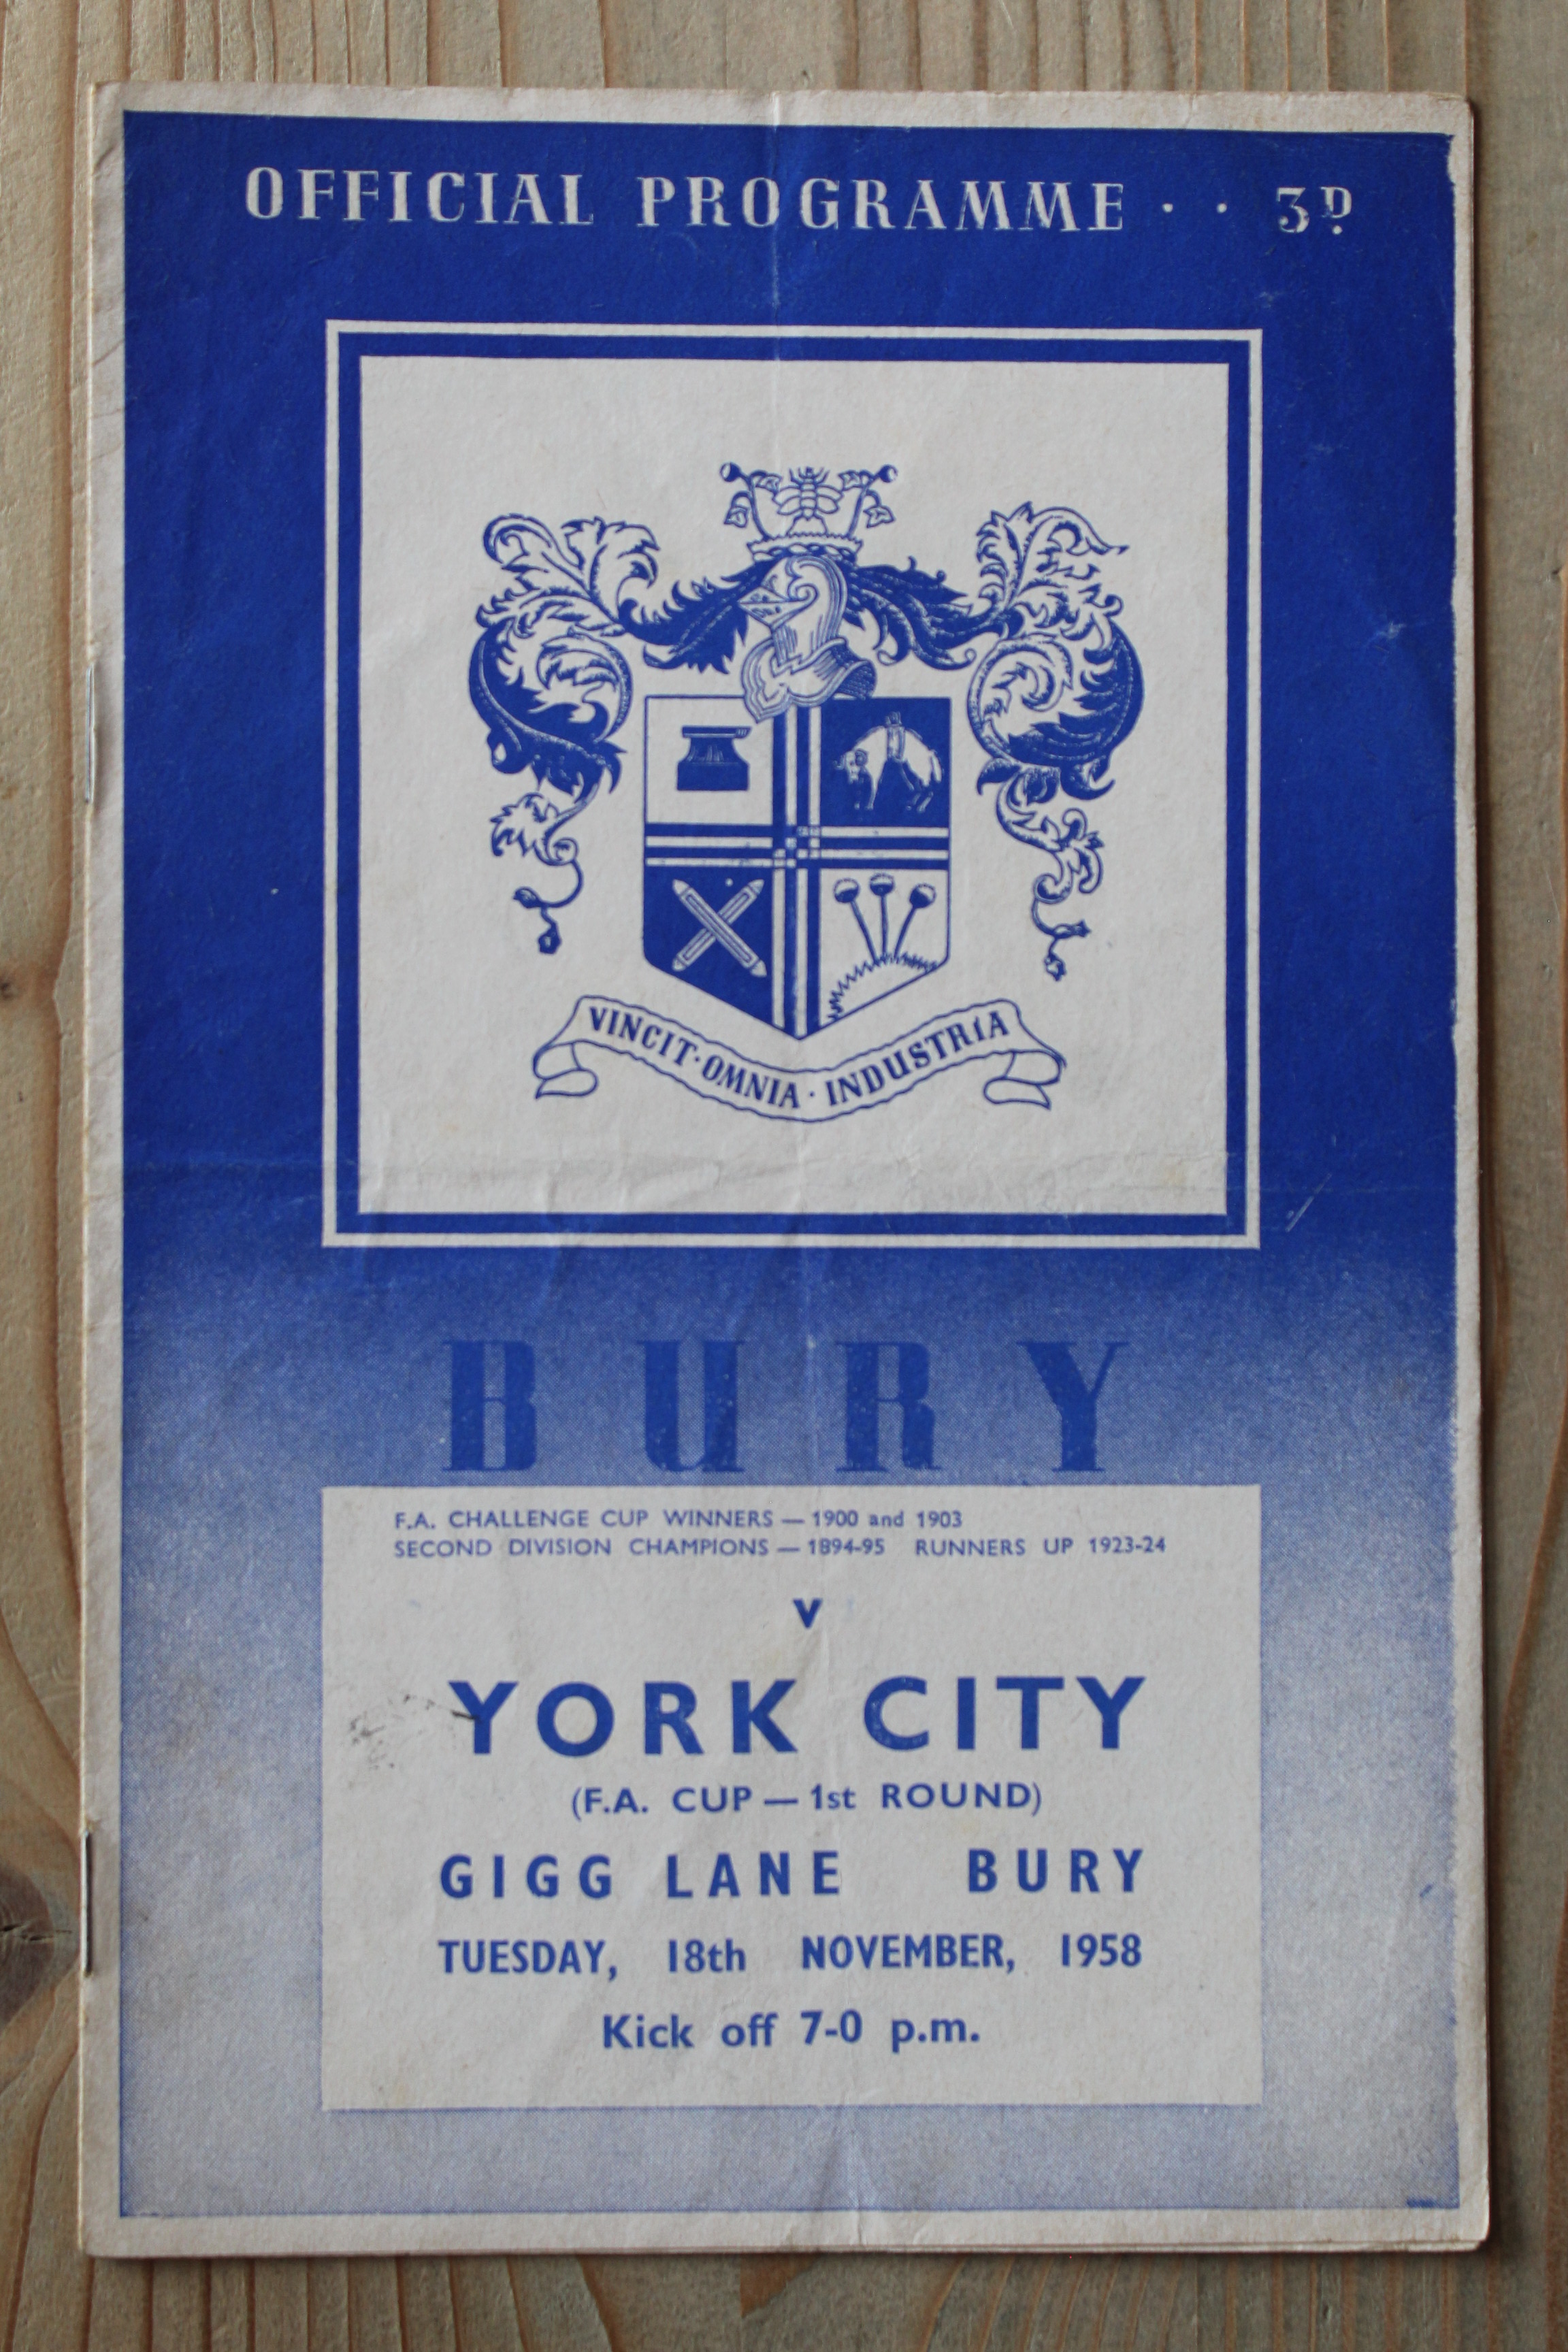 OFFICIAL PROGRAMME · · 3D.
VINCIT · OMNIA · INDUSTRIA
BURY
F.A. CHALLENGE CUP WINNERS — 1900 and 1903
SECOND DIVISION CHAMPIONS — 1894-95 RUNNERS UP 1923-24
v
YORK CITY
(F.A. CUP — 1st ROUND)
GIGG LANE BURY
TUESDAY, 18th NOVEMBER, 1958
Kick off 7-0 p.m.